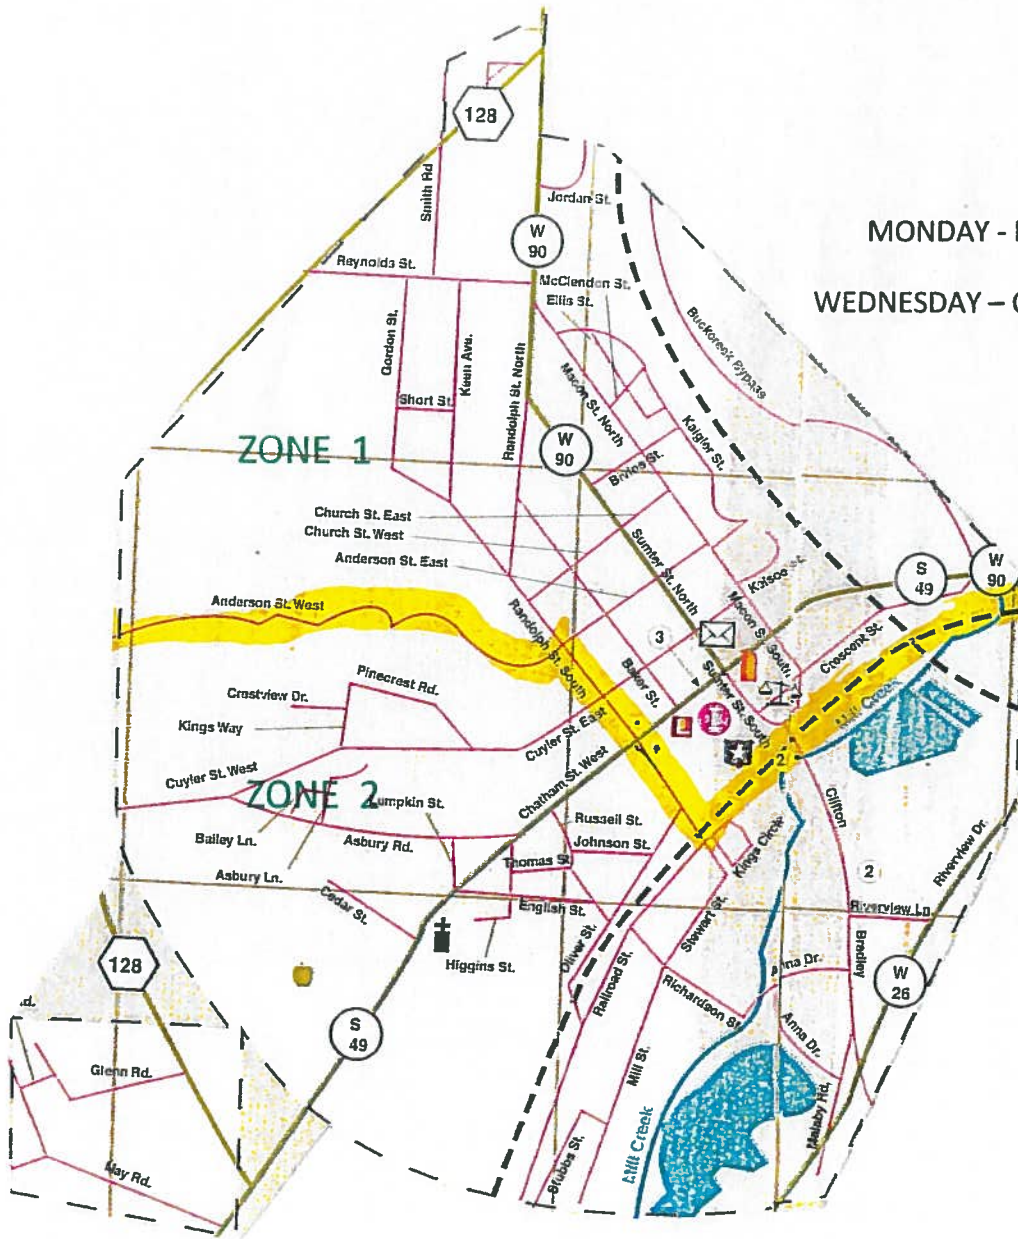 128
Smith Rd
Jordan St.
W
90
MONDAY -
Reynolds St.
McClendon St.
Ellis St.
WEDNESDAY –
Gordon St.
Keen Ave.
Randolph St. North
Macon St. North
Buckcreek Bypass
Short St.
Kaigler St.
ZONE 1
W
90
Bivins St.
Church St. East
Church St. West
Anderson St. East
Sumter St. North
Kelsoe St.
S
49
W
90
Anderson St. West
Randolph St. South
3
Macon St. South
Crescent St.
Baker St.
Sumter St. South
Pinecrest Rd.
Crestview Dr.
Kings Way
Mill Creek
L
Cuyler St. East
2
Cuyler St. West
Chatham St. West
ZONE 2
Lumpkin St.
Russell St.
Clifton
Bailey Ln.
Asbury Rd.
Johnson St.
Kings Circle
Riverview Dr.
Thomas St
2
Asbury Ln.
Cedar St.
English St.
Stewart St.
Riverview Ln.
Oliver St.
Bradley
Higgins St.
Railroad St.
Anna Dr.
128
W
26
Richardson St.
d.
S
49
Anna Dr.
Glenn Rd.
Mill St.
Malaby Rd.
Mill Creek
May Rd.
Stubbs St.